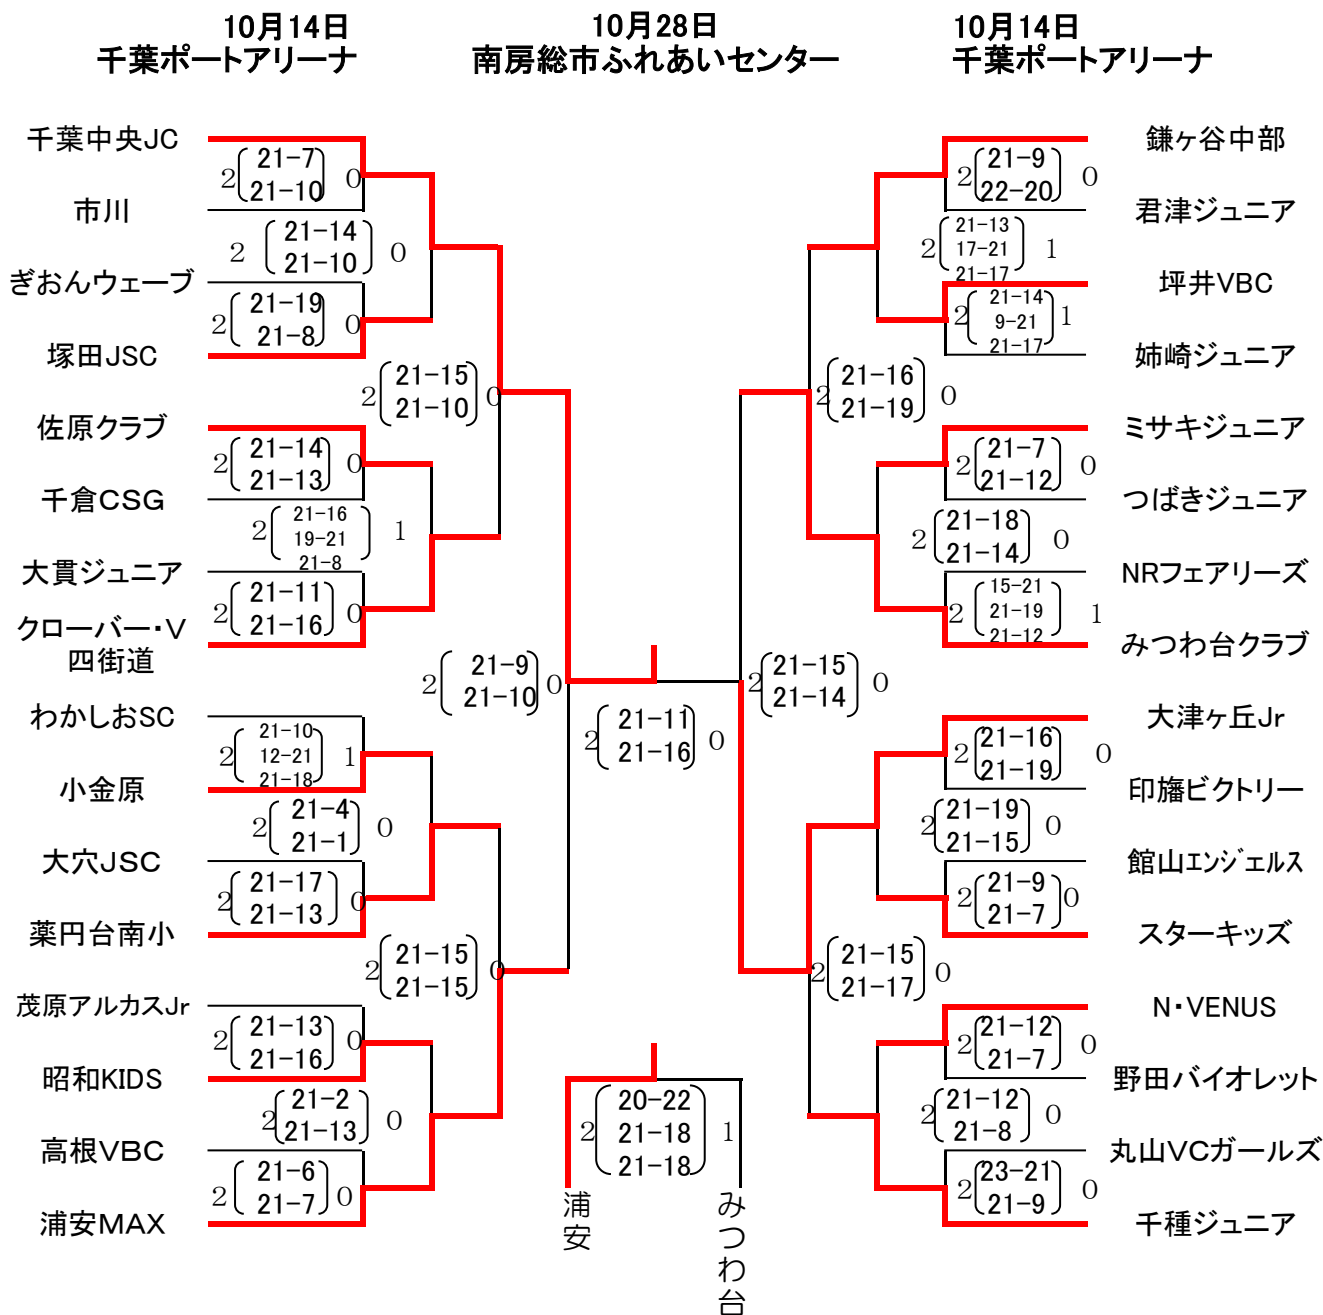 10月14日
千葉ポートアリーナ
10月28日
南房総市ふれあいセンター
10月14日
千葉ポートアリーナ
千葉中央JC
2 21-7 0
21-10
市川
2 21-14 0
21-10
ぎおんウェーブ
2 21-19 0
21-8
塚田JSC
2 21-15 0
21-10
佐原クラブ
2 21-14 0
21-13
千倉CSG
2 21-16 1
19-21
21-8
大貫ジュニア
2 21-11 0
21-16
クローバー・V
四街道
2 21-9 0
21-10
わかしおSC
2 21-10 1
12-21
21-18
小金原
2 21-4 0
21-1
大穴JSC
2 21-17 0
21-13
薬円台南小
2 21-15 0
21-15
茂原アルカスJr
2 21-13 0
21-16
昭和KIDS
2 21-2 0
21-13
高根VBC
2 21-6 0
21-7
浦安MAX
2 21-11 0
21-16
2 20-22 1
21-18
21-18
浦安
みつわ台
鎌ヶ谷中部
2 21-9 0
22-20
君津ジュニア
2 21-13 1
17-21
21-17
坪井VBC
2 21-14 1
9-21
21-17
姉崎ジュニア
2 21-16 0
21-19
ミサキジュニア
2 21-7 0
21-12
つばきジュニア
2 21-18 0
21-14
NRフェアリーズ
2 15-21 1
21-19
21-12
みつわ台クラブ
2 21-15 0
21-14
大津ヶ丘Jr
2 21-16 0
21-19
印旛ビクトリー
2 21-19 0
21-15
館山エンジェルス
2 21-9 0
21-7
スターキッズ
2 21-15 0
21-17
N・VENUS
2 21-12 0
21-7
野田バイオレット
2 21-12 0
21-8
丸山VCガールズ
2 23-21 0
21-9
千種ジュニア